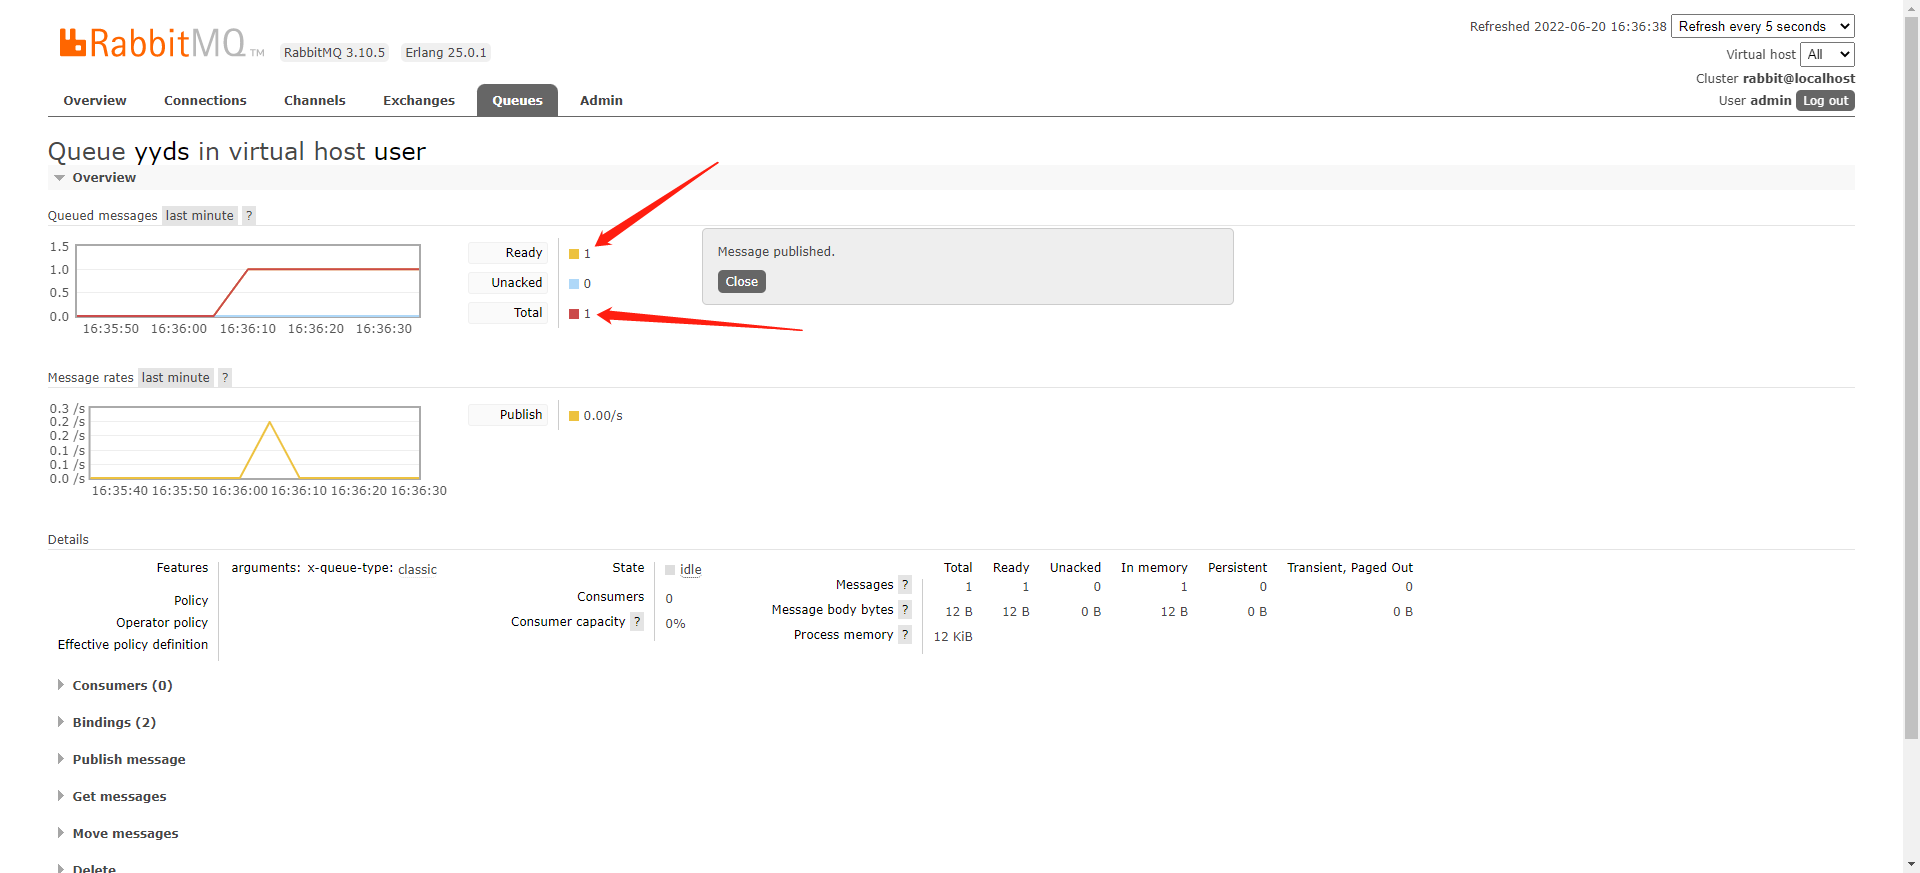 RabbitMQ TM RabbitMQ 3.10.5 Erlang 25.0.1
Refreshed 2022-06-20 16:36:38 Refresh every 5 seconds
Virtual host All
Cluster rabbit@localhost
User admin Log out
Overview Connections Channels Exchanges Queues Admin
Queue yyds in virtual host user
Overview
Queued messages last minute ?
1.5
1.0
0.5
0.0
16:35:50 16:36:00 16:36:10 16:36:20 16:36:30
Ready 1
Unacked 0
Total 1
Message published.
Close
Message rates last minute ?
0.3 /s
0.2 /s
0.2 /s
0.1 /s
0.1 /s
0.0 /s
16:35:40 16:35:50 16:36:00 16:36:10 16:36:20 16:36:30
Publish 0.00/s
Details
Features arguments: x-queue-type: classic
Policy
Operator policy
Effective policy definition
State idle
Consumers 0
Consumer capacity ? 0%
Total Ready Unacked In memory Persistent Transient, Paged Out
Messages ? 1 1 0 1 0 0
Message body bytes ? 12 B 12 B 0 B 12 B 0 B 0 B
Process memory ? 12 KiB
Consumers (0)
Bindings (2)
Publish message
Get messages
Move messages
Delete